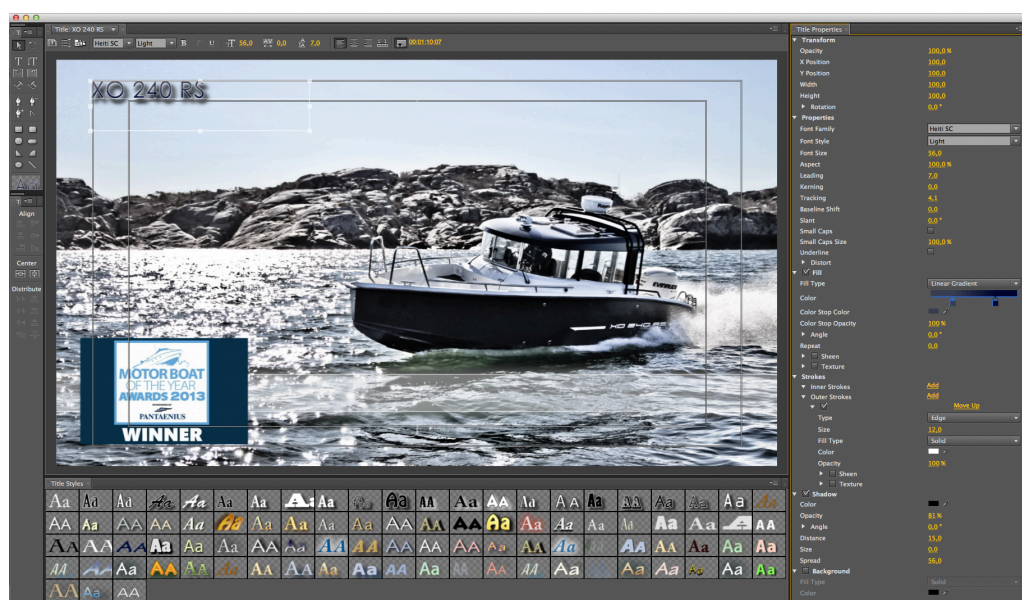 Title: XO 240 RS
Heiti SC
Light
B
T 56,0
0,0
7,0
00:01:10:07
XO 240 RS
EVINRUDE
XO 240 RS
MOTOR BOAT
OF THE YEAR
AWARDS 2013
PANTAENIUS
WINNER
Align
Center
Distribute
Title Styles
Title Properties
Transform
Opacity 100,0 %
X Position 100,0
Y Position 100,0
Width 100,0
Height 100,0
Rotation 0,0 °
Properties
Font Family Heiti SC
Font Style Light
Font Size 56,0
Aspect 100,0 %
Leading 7,0
Kerning 0,0
Tracking 4,1
Baseline Shift 0,0
Slant 0,0 °
Small Caps
Small Caps Size 100,0 %
Underline
Distort
Fill
Fill Type Linear Gradient
Color
Color Stop Color
Color Stop Opacity 100 %
Angle 0,0 °
Repeat 0,0
Sheen
Texture
Strokes
Inner Strokes Add
Outer Strokes Add
Move Up
Type Edge
Size 12,0
Fill Type Solid
Color
Opacity 100 %
Sheen
Texture
Shadow
Color
Opacity 81 %
Angle 0,0 °
Distance 15,0
Size 0,0
Spread 56,0
Background
Fill Type Solid
Color